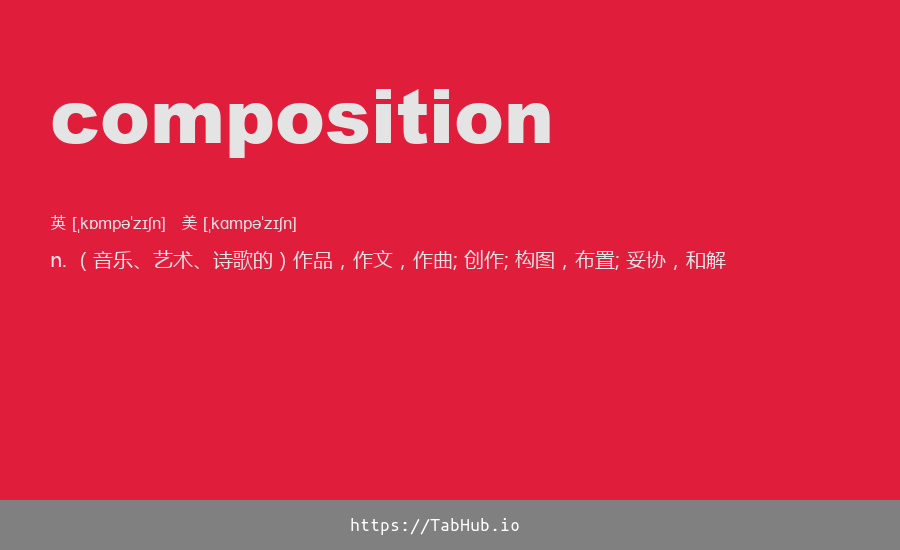 composition
英 [ˌkɒmpəˈzɪʃn] 美 [ˌkɑmpəˈzɪʃn]
n. （音乐、艺术、诗歌的）作品，作文，作曲; 创作; 构图，布置; 妥协，和解
https://TabHub.io